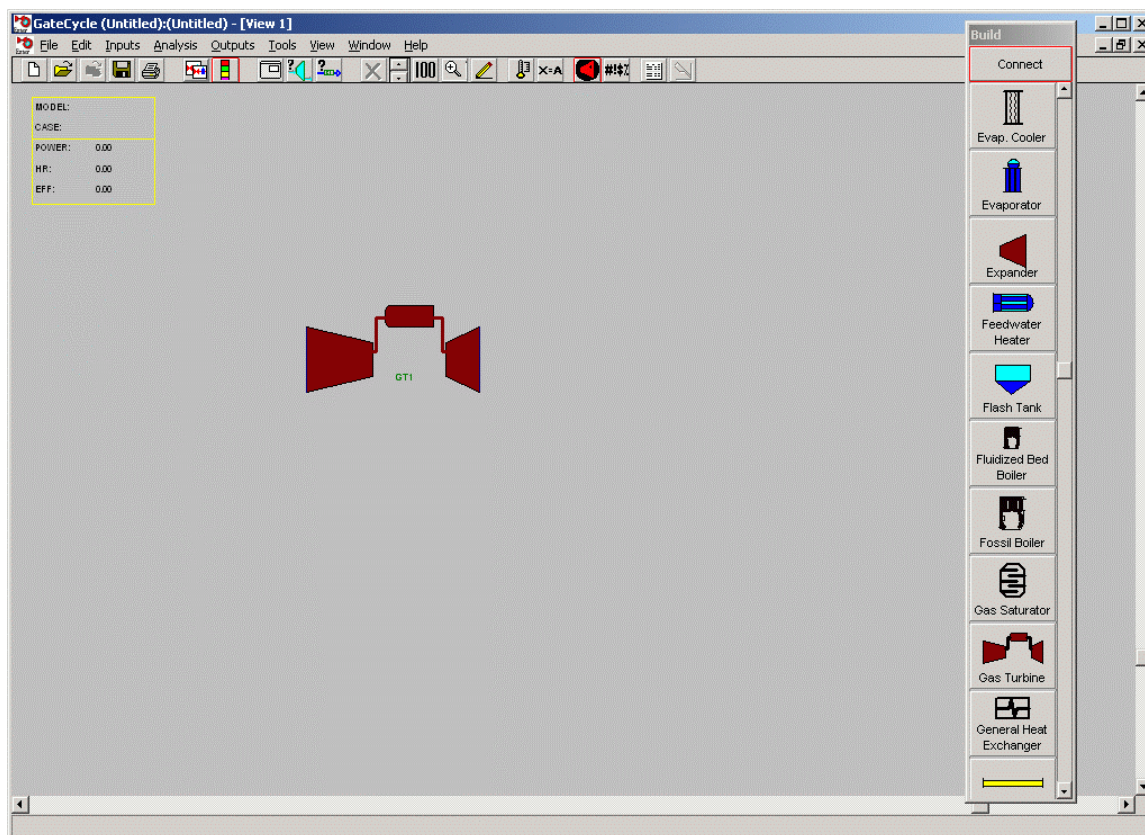 GateCycle (Untitled):(Untitled) - [View 1]
File Edit Inputs Analysis Outputs Tools View Window Help
100 X=A #!$%
MODEL:
CASE:
POWER: 0.00
HR: 0.00
EFF: 0.00
GT1
Build
Connect
Evap. Cooler
Evaporator
Expander
Feedwater
Heater
Flash Tank
Fluidized Bed
Boiler
Fossil Boiler
Gas Saturator
Gas Turbine
General Heat
Exchanger